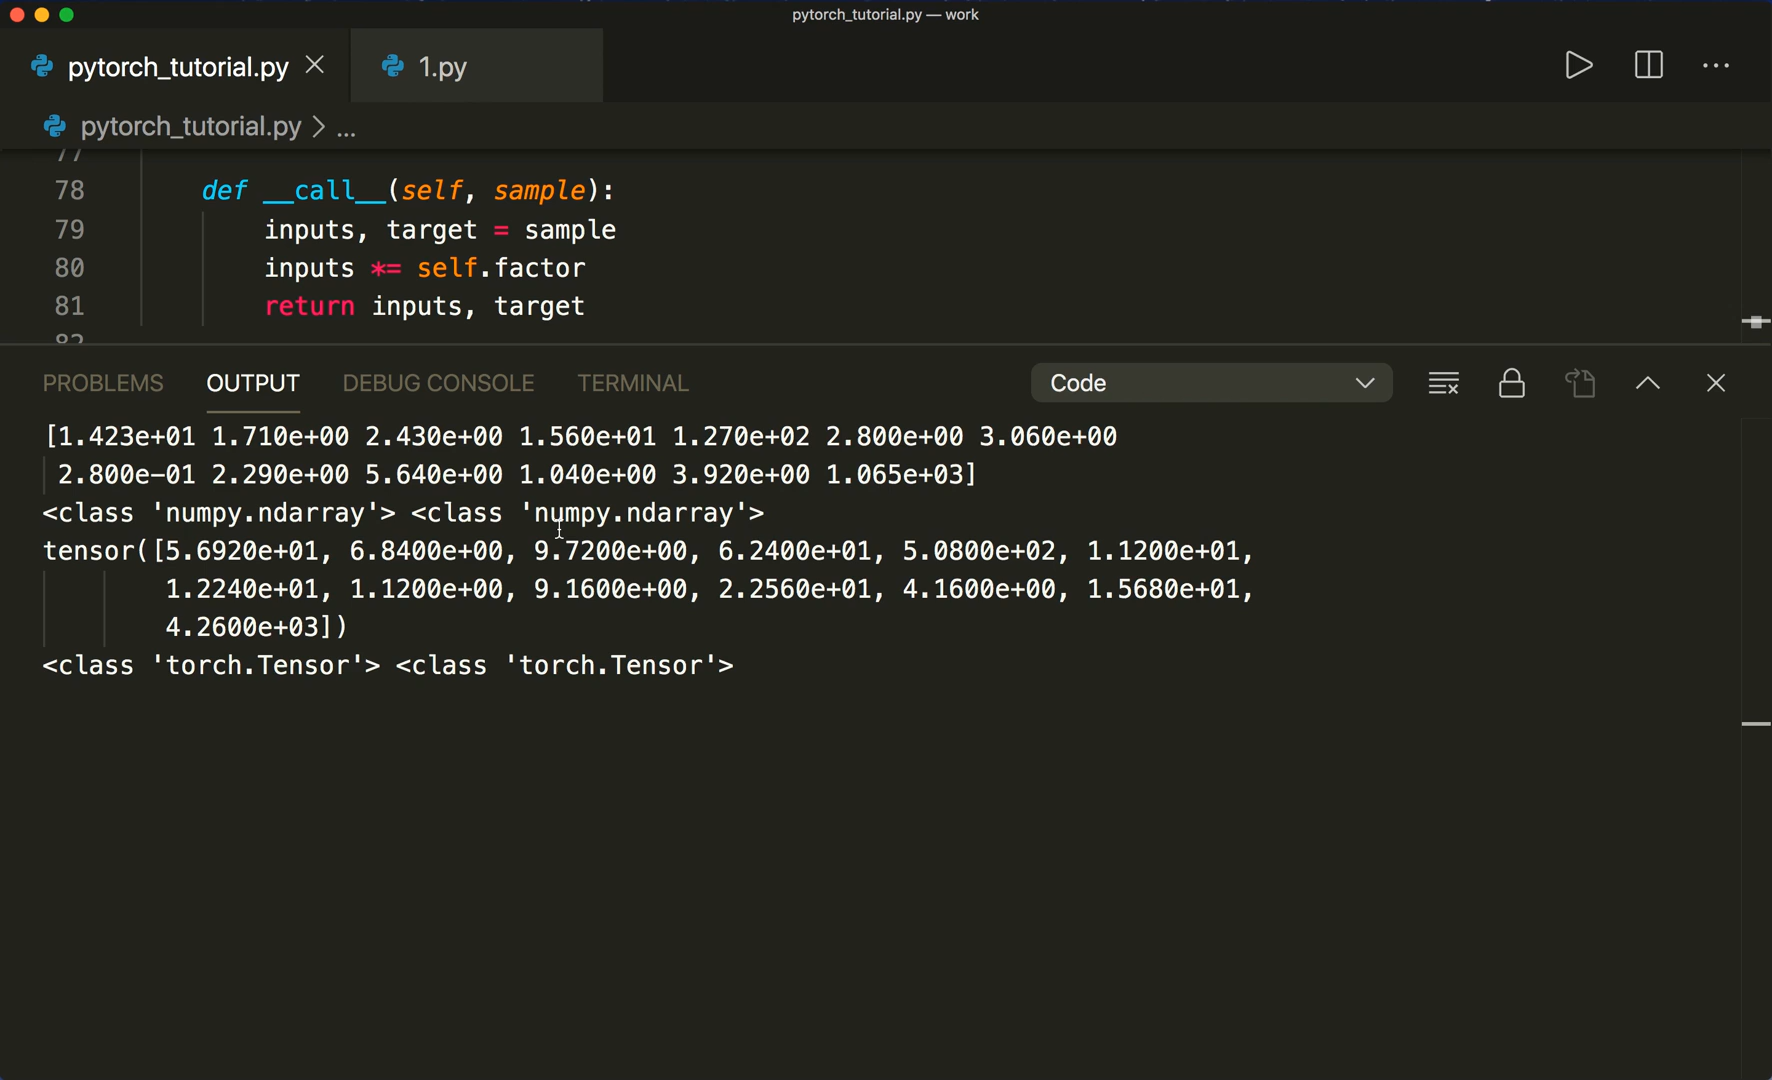 pytorch_tutorial.py — work
pytorch_tutorial.py 1.py
pytorch_tutorial.py > ...
77
78 def __call__(self, sample):
79 inputs, target = sample
80 inputs *= self.factor
81 return inputs, target
82
PROBLEMS OUTPUT DEBUG CONSOLE TERMINAL Code
[1.423e+01 1.710e+00 2.430e+00 1.560e+01 1.270e+02 2.800e+00 3.060e+00
2.800e-01 2.290e+00 5.640e+00 1.040e+00 3.920e+00 1.065e+03]
<class 'numpy.ndarray'> <class 'numpy.ndarray'>
tensor([5.6920e+01, 6.8400e+00, 9.7200e+00, 6.2400e+01, 5.0800e+02, 1.1200e+01,
1.2240e+01, 1.1200e+00, 9.1600e+00, 2.2560e+01, 4.1600e+00, 1.5680e+01,
4.2600e+03])
<class 'torch.Tensor'> <class 'torch.Tensor'>